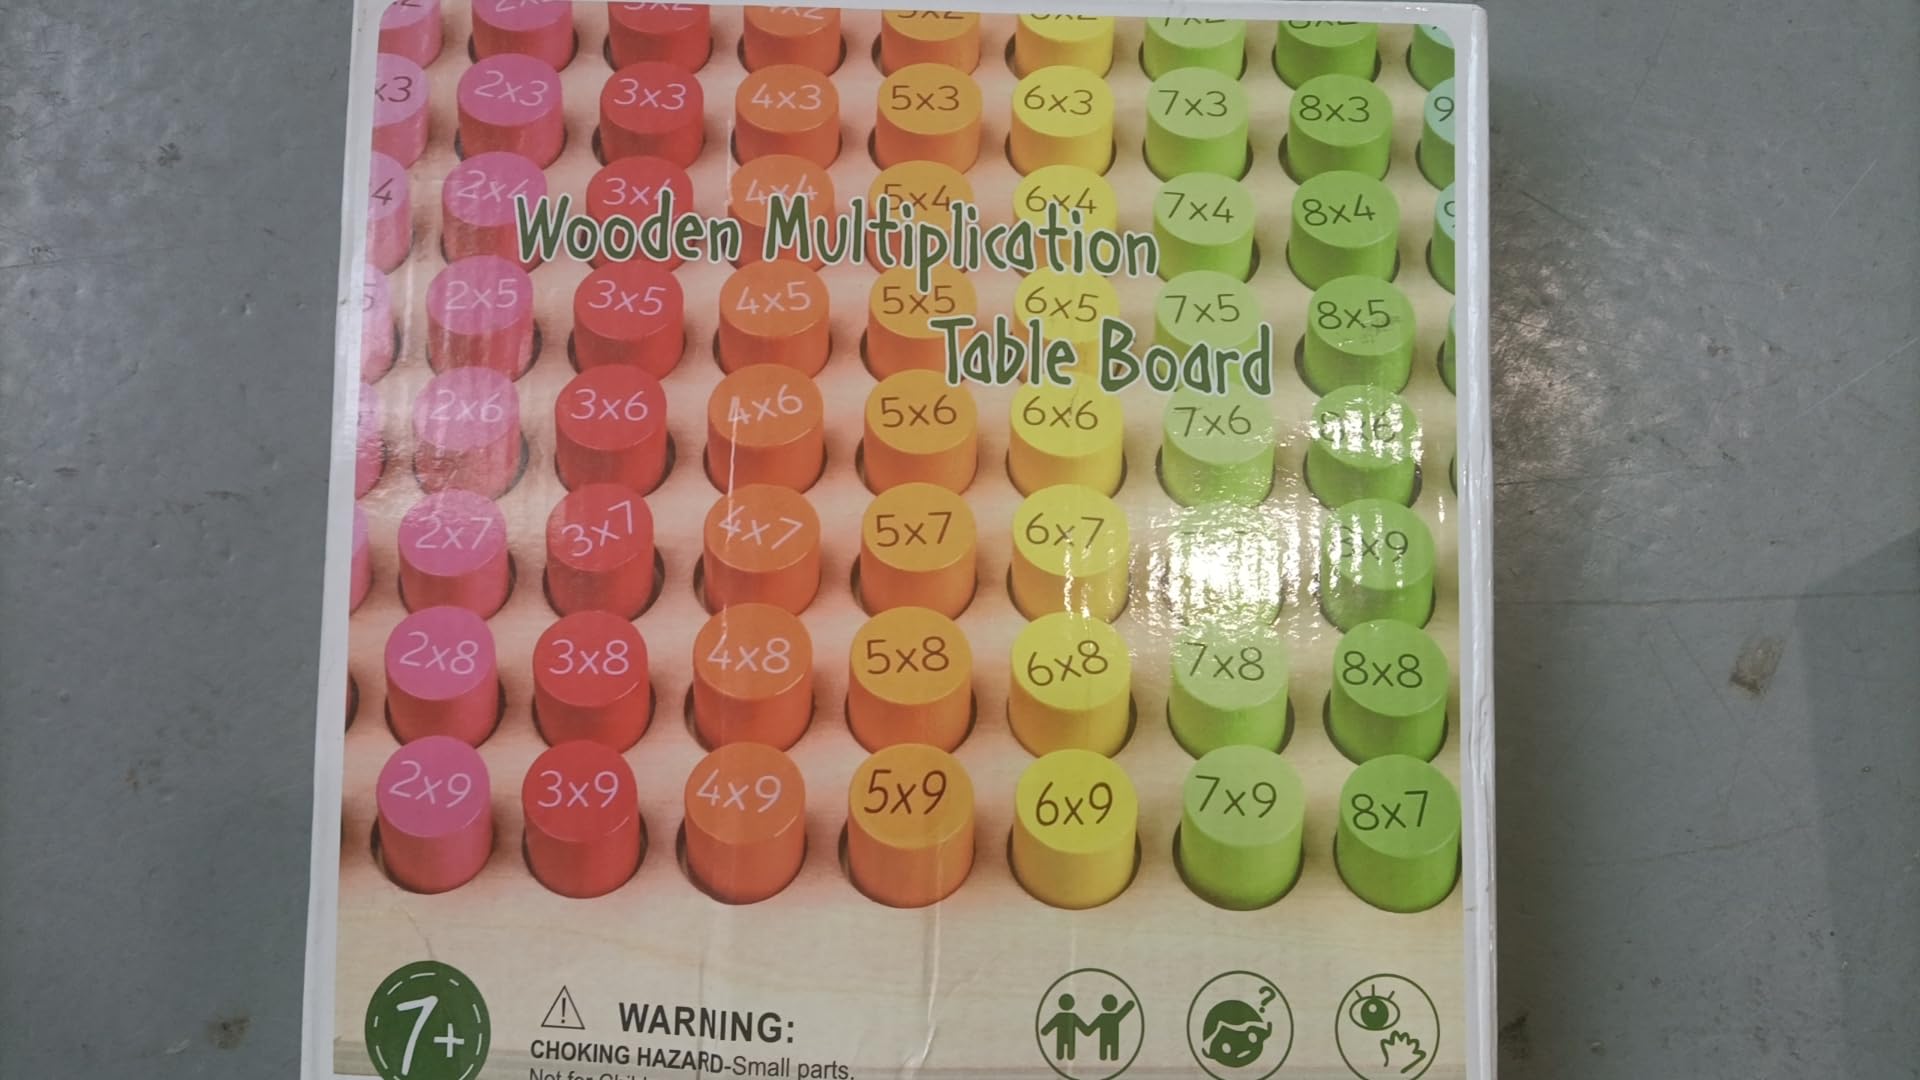 2x3 3x3 4x3 5x3 6x3 7x3 8x3
2x4 3x4 4x4 5x4 6x4 7x4 8x4
Wooden Multiplication
2x5 3x5 4x5 5x5 6x5 7x5 8x5
Table Board
2x6 3x6 4x6 5x6 6x6 7x6
2x7 3x7 4x7 5x7 6x7
2x8 3x8 4x8 5x8 6x8 7x8 8x8
2x9 3x9 4x9 5x9 6x9 7x9 8x7
7+
WARNING:
CHOKING HAZARD-Small parts.
Not for